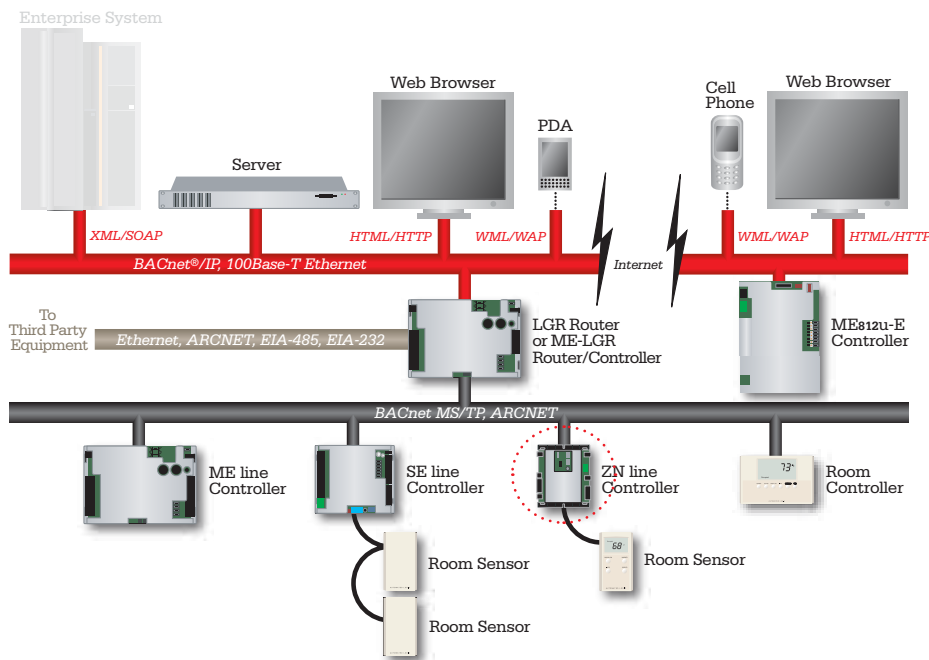 Enterprise System
Server
Web Browser
PDA
Cell
Phone
Web Browser
XML/SOAP
HTML/HTTP
WML/WAP
WML/WAP
HTML/HTTP
BACnet®/IP, 100Base-T Ethernet
Internet
To
Third Party
Equipment
Ethernet, ARCNET, EIA-485, EIA-232
LGR Router
or ME-LGR
Router/Controller
ME812u-E
Controller
BACnet MS/TP, ARCNET
ME line
Controller
SE line
Controller
ZN line
Controller
73°
Room
Controller
Room Sensor
68°
Room Sensor
Room Sensor